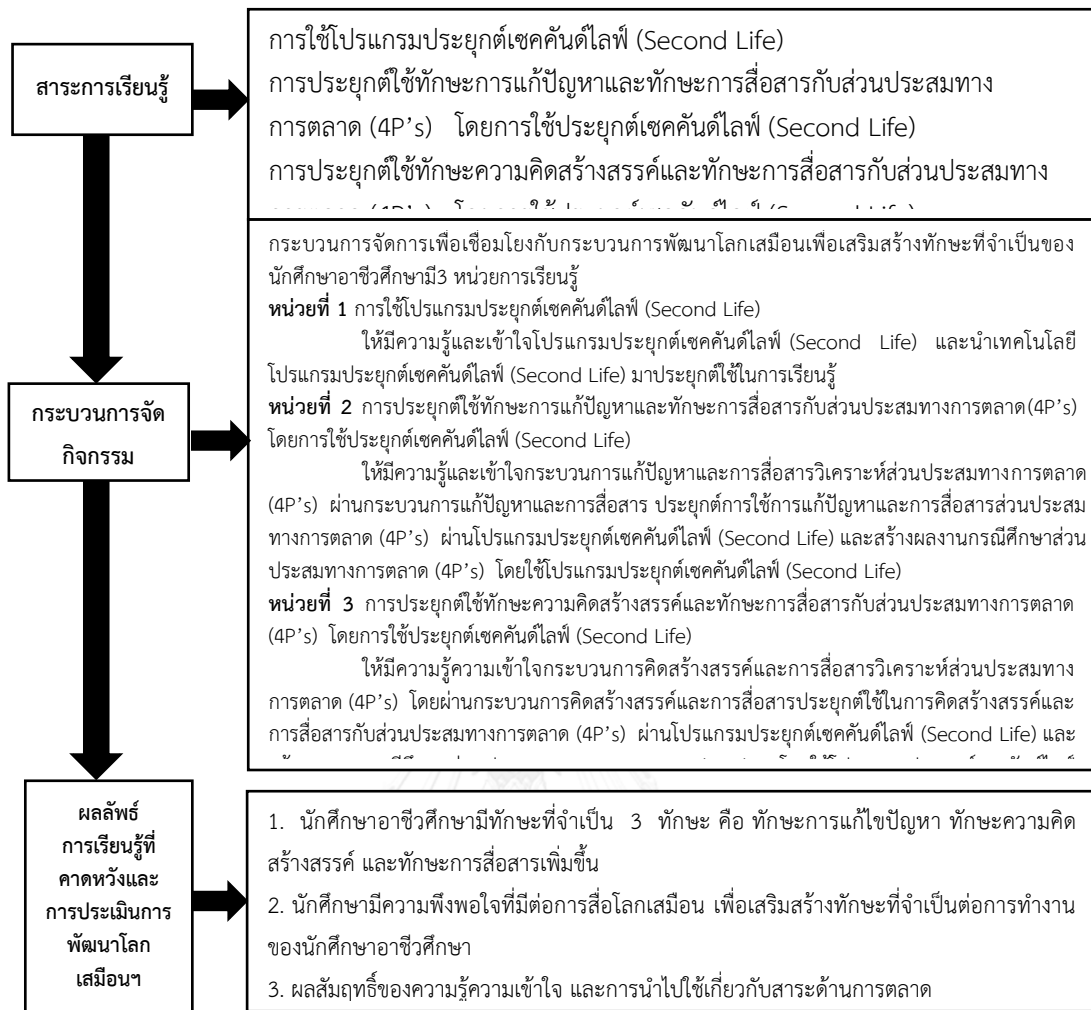 สาระการเรียนรู้
การใช้โปรแกรมประยุกต์เซคคันด์ไลฟ์ (Second Life)
การประยุกต์ใช้ทักษะการแก้ปัญหาและทักษะการสื่อสารกับส่วนประสมทาง
การตลาด (4P's) โดยการใช้ประยุกต์เซคคันด์ไลฟ์ (Second Life)
การประยุกต์ใช้ทักษะความคิดสร้างสรรค์และทักษะการสื่อสารกับส่วนประสมทาง
กระบวนการจัด
กิจกรรม
กระบวนการจัดการเพื่อเชื่อมโยงกับกระบวนการพัฒนาโลกเสมือนเพื่อเสริมสร้างทักษะที่จำเป็นของ
นักศึกษาอาชีวศึกษามี3 หน่วยการเรียนรู้
หน่วยที่ 1 การใช้โปรแกรมประยุกต์เซคคันด์ไลฟ์ (Second Life)
ให้มีความรู้และเข้าใจโปรแกรมประยุกต์เซคคันด์ไลฟ์ (Second Life) และนำเทคโนโลยี
โปรแกรมประยุกต์เซคคันด์ไลฟ์ (Second Life) มาประยุกต์ใช้ในการเรียนรู้
หน่วยที่ 2 การประยุกต์ใช้ทักษะการแก้ปัญหาและทักษะการสื่อสารกับส่วนประสมทางการตลาด(4P's)
โดยการใช้ประยุกต์เซคคันด์ไลฟ์ (Second Life)
ให้มีความรู้และเข้าใจกระบวนการแก้ปัญหาและการสื่อสารวิเคราะห์ส่วนประสมทางการตลาด
(4P's) ผ่านกระบวนการแก้ปัญหาและการสื่อสาร ประยุกต์การใช้การแก้ปัญหาและการสื่อสารส่วนประสม
ทางการตลาด (4P's) ผ่านโปรแกรมประยุกต์เซคคันด์ไลฟ์ (Second Life) และสร้างผลงานกรณีศึกษาส่วน
ประสมทางการตลาด (4P's) โดยใช้โปรแกรมประยุกต์เซคคันด์ไลฟ์ (Second Life)
หน่วยที่ 3 การประยุกต์ใช้ทักษะความคิดสร้างสรรค์และทักษะการสื่อสารกับส่วนประสมทางการตลาด
(4P's) โดยการใช้ประยุกต์เซคคันด์ไลฟ์ (Second Life)
ให้มีความรู้ความเข้าใจกระบวนการคิดสร้างสรรค์และการสื่อสารวิเคราะห์ส่วนประสมทาง
การตลาด (4P's) โดยผ่านกระบวนการคิดสร้างสรรค์และการสื่อสารประยุกต์ใช้ในการคิดสร้างสรรค์และ
การสื่อสารกับส่วนประสมทางการตลาด (4P's) ผ่านโปรแกรมประยุกต์เซคคันด์ไลฟ์ (Second Life) และ
ผลลัพธ์
การเรียนรู้ที่
คาดหวังและ
การประเมินการ
พัฒนาโลก
เสมือนฯ
1. นักศึกษาอาชีวศึกษามีทักษะที่จำเป็น 3 ทักษะ คือ ทักษะการแก้ไขปัญหา ทักษะความคิด
สร้างสรรค์ และทักษะการสื่อสารเพิ่มขึ้น
2. นักศึกษามีความพึงพอใจที่มีต่อการสื่อโลกเสมือน เพื่อเสริมสร้างทักษะที่จำเป็นต่อการทำงาน
ของนักศึกษาอาชีวศึกษา
3. ผลสัมฤทธิ์ของความรู้ความเข้าใจ และการนำไปใช้เกี่ยวกับสาระด้านการตลาด